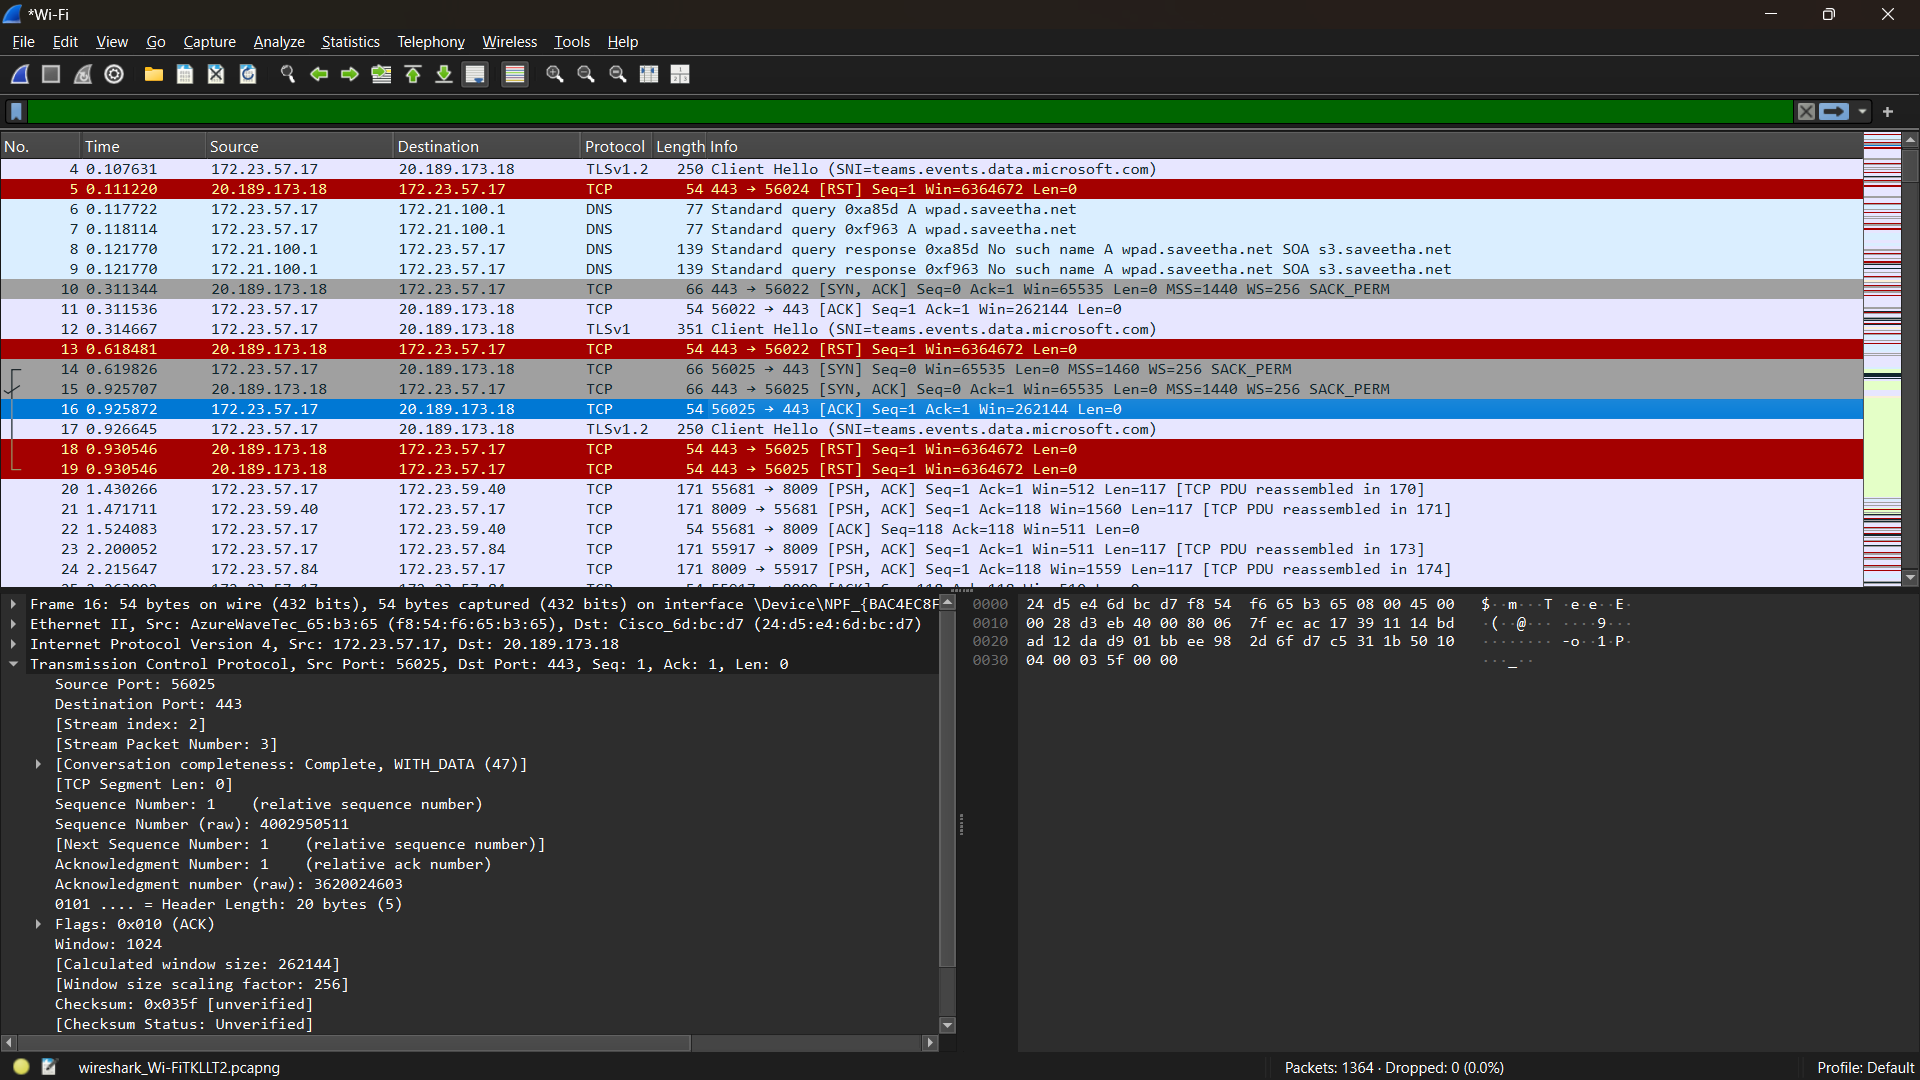 *Wi-Fi
File Edit View Go Capture Analyze Statistics Telephony Wireless Tools Help
No. Time Source Destination Protocol Length Info
4 0.107631 172.23.57.17 20.189.173.18 TLSv1.2 250 Client Hello (SNI=teams.events.data.microsoft.com)
5 0.111220 20.189.173.18 172.23.57.17 TCP 54 443 → 56024 [RST] Seq=1 Win=6364672 Len=0
6 0.117722 172.23.57.17 172.21.100.1 DNS 77 Standard query 0xa85d A wpad.saveetha.net
7 0.118114 172.23.57.17 172.21.100.1 DNS 77 Standard query 0xf963 A wpad.saveetha.net
8 0.121770 172.21.100.1 172.23.57.17 DNS 139 Standard query response 0xa85d No such name A wpad.saveetha.net SOA s3.saveetha.net
9 0.121770 172.21.100.1 172.23.57.17 DNS 139 Standard query response 0xf963 No such name A wpad.saveetha.net SOA s3.saveetha.net
10 0.311344 20.189.173.18 172.23.57.17 TCP 66 443 → 56022 [SYN, ACK] Seq=0 Ack=1 Win=65535 Len=0 MSS=1440 WS=256 SACK_PERM
11 0.311536 172.23.57.17 20.189.173.18 TCP 54 56022 → 443 [ACK] Seq=1 Ack=1 Win=262144 Len=0
12 0.314667 172.23.57.17 20.189.173.18 TLSv1 351 Client Hello (SNI=teams.events.data.microsoft.com)
13 0.618481 20.189.173.18 172.23.57.17 TCP 54 443 → 56022 [RST] Seq=1 Win=6364672 Len=0
14 0.619826 172.23.57.17 20.189.173.18 TCP 66 56025 → 443 [SYN] Seq=0 Win=65535 Len=0 MSS=1460 WS=256 SACK_PERM
15 0.925707 20.189.173.18 172.23.57.17 TCP 66 443 → 56025 [SYN, ACK] Seq=0 Ack=1 Win=65535 Len=0 MSS=1440 WS=256 SACK_PERM
16 0.925872 172.23.57.17 20.189.173.18 TCP 54 56025 → 443 [ACK] Seq=1 Ack=1 Win=262144 Len=0
17 0.926645 172.23.57.17 20.189.173.18 TLSv1.2 250 Client Hello (SNI=teams.events.data.microsoft.com)
18 0.930546 20.189.173.18 172.23.57.17 TCP 54 443 → 56025 [RST] Seq=1 Win=6364672 Len=0
19 0.930546 20.189.173.18 172.23.57.17 TCP 54 443 → 56025 [RST] Seq=1 Win=6364672 Len=0
20 1.430266 172.23.57.17 172.23.59.40 TCP 171 55681 → 8009 [PSH, ACK] Seq=1 Ack=1 Win=512 Len=117 [TCP PDU reassembled in 170]
21 1.471711 172.23.59.40 172.23.57.17 TCP 171 8009 → 55681 [PSH, ACK] Seq=1 Ack=118 Win=1560 Len=117 [TCP PDU reassembled in 171]
22 1.524083 172.23.57.17 172.23.59.40 TCP 54 55681 → 8009 [ACK] Seq=118 Ack=118 Win=511 Len=0
23 2.200052 172.23.57.17 172.23.57.84 TCP 171 55917 → 8009 [PSH, ACK] Seq=1 Ack=1 Win=511 Len=117 [TCP PDU reassembled in 173]
24 2.215647 172.23.57.84 172.23.57.17 TCP 171 8009 → 55917 [PSH, ACK] Seq=1 Ack=118 Win=1559 Len=117 [TCP PDU reassembled in 174]
Frame 16: 54 bytes on wire (432 bits), 54 bytes captured (432 bits) on interface \Device\NPF_{BAC4EC8F
Ethernet II, Src: AzureWaveTec_65:b3:65 (f8:54:f6:65:b3:65), Dst: Cisco_6d:bc:d7 (24:d5:e4:6d:bc:d7)
Internet Protocol Version 4, Src: 172.23.57.17, Dst: 20.189.173.18
Transmission Control Protocol, Src Port: 56025, Dst Port: 443, Seq: 1, Ack: 1, Len: 0
Source Port: 56025
Destination Port: 443
[Stream index: 2]
[Stream Packet Number: 3]
[Conversation completeness: Complete, WITH_DATA (47)]
[TCP Segment Len: 0]
Sequence Number: 1 (relative sequence number)
Sequence Number (raw): 4002950511
[Next Sequence Number: 1 (relative sequence number)]
Acknowledgment Number: 1 (relative ack number)
Acknowledgment number (raw): 3620024603
0101 .... = Header Length: 20 bytes (5)
Flags: 0x010 (ACK)
Window: 1024
[Calculated window size: 262144]
[Window size scaling factor: 256]
Checksum: 0x035f [unverified]
[Checksum Status: Unverified]
0000 24 d5 e4 6d bc d7 f8 54 f6 65 b3 65 08 00 45 00 $··m···T ·e·e··E·
0010 00 28 d3 eb 40 00 80 06 7f ec ac 17 39 11 14 bd ·(··@··· ····9···
0020 ad 12 da d9 01 bb ee 98 2d 6f d7 c5 31 1b 50 10 ········ -o··1·P·
0030 04 00 03 5f 00 00 ···_··
wireshark_Wi-FiTKLLT2.pcapng
Packets: 1364 · Dropped: 0 (0.0%)
Profile: Default